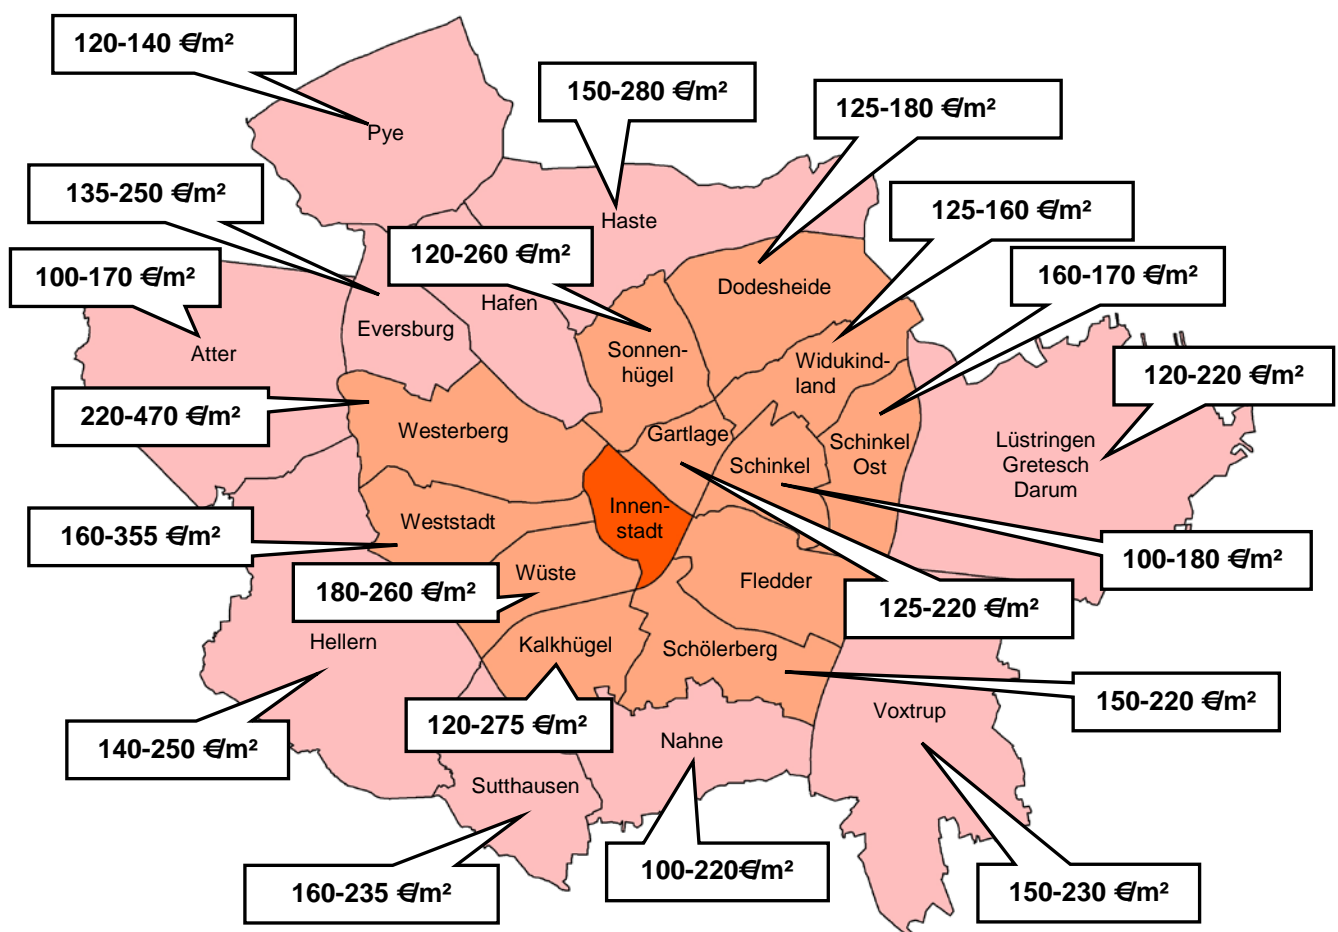 120-140 €/m²
Pye
150-280 €/m²
125-180 €/m²
135-250 €/m²
Haste
125-160 €/m²
120-260 €/m²
160-170 €/m²
100-170 €/m²
Dodesheide
Hafen
Eversburg
Atter
Sonnen-
hügel
Widukind-
land
120-220 €/m²
220-470 €/m²
Westerberg
Gartlage
Schinkel
Schinkel
Ost
Lüstringen
Gretesch
Darum
Innen-
stadt
160-355 €/m²
Weststadt
100-180 €/m²
Wüste
Fledder
180-260 €/m²
125-220 €/m²
Hellern
Kalkhügel
Schölerberg
150-220 €/m²
120-275 €/m²
Voxtrup
140-250 €/m²
Nahne
Sutthausen
100-220€/m²
160-235 €/m²
150-230 €/m²